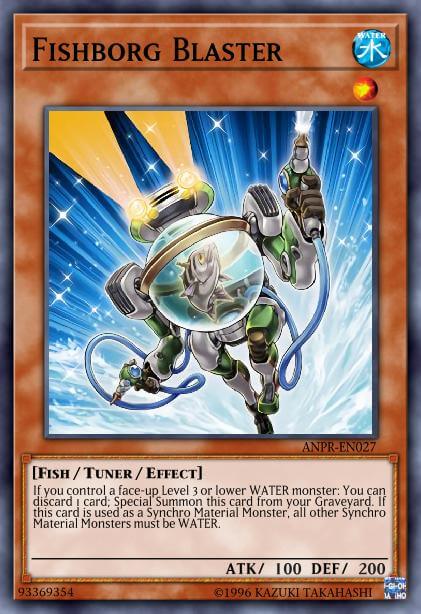 Fishborg Blaster
WATER
水
ANPR-EN027
[Fish / Tuner / Effect]
If you control a face-up Level 3 or lower WATER monster: You can
discard 1 card; Special Summon this card from your Graveyard. If
this card is used as a Synchro Material Monster, all other Synchro
Material Monsters must be WATER.
ATK/ 100 DEF/ 200
93369354
©1996 KAZUKI TAKAHASHI